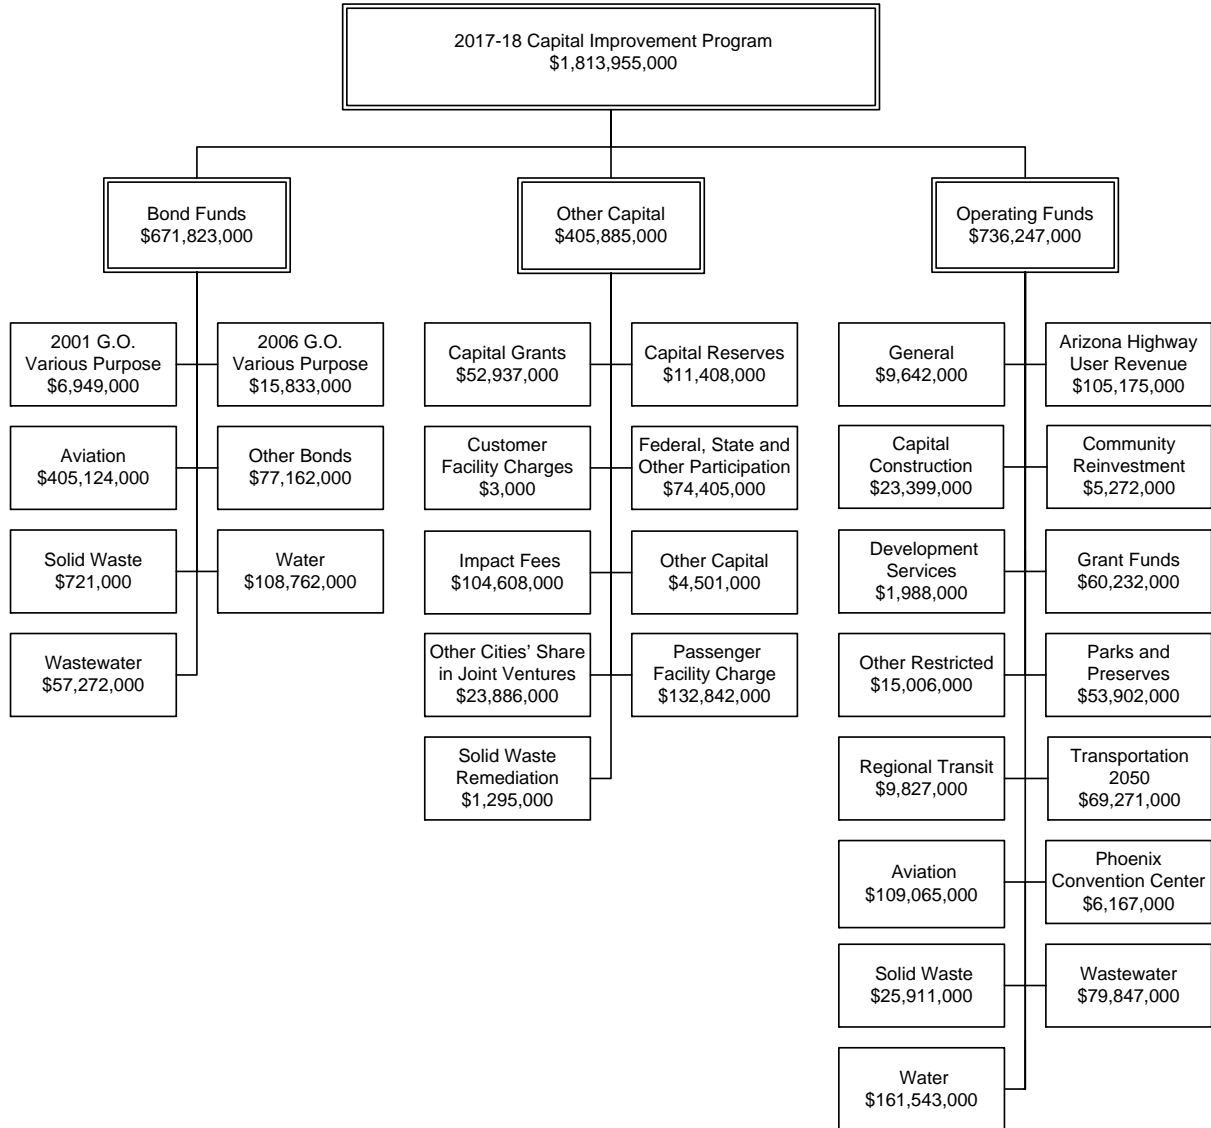 2017-18 Capital Improvement Program
$1,813,955,000
Bond Funds
$671,823,000
Other Capital
$405,885,000
Operating Funds
$736,247,000
2001 G.O.
Various Purpose
$6,949,000
2006 G.O.
Various Purpose
$15,833,000
Capital Grants
$52,937,000
Capital Reserves
$11,408,000
General
$9,642,000
Arizona Highway
User Revenue
$105,175,000
Aviation
$405,124,000
Other Bonds
$77,162,000
Customer
Facility Charges
$3,000
Federal, State and
Other Participation
$74,405,000
Capital
Construction
$23,399,000
Community
Reinvestment
$5,272,000
Solid Waste
$721,000
Water
$108,762,000
Impact Fees
$104,608,000
Other Capital
$4,501,000
Development
Services
$1,988,000
Grant Funds
$60,232,000
Wastewater
$57,272,000
Other Cities’ Share
in Joint Ventures
$23,886,000
Passenger
Facility Charge
$132,842,000
Other Restricted
$15,006,000
Parks and
Preserves
$53,902,000
Solid Waste
Remediation
$1,295,000
Regional Transit
$9,827,000
Transportation
2050
$69,271,000
Aviation
$109,065,000
Phoenix
Convention Center
$6,167,000
Solid Waste
$25,911,000
Wastewater
$79,847,000
Water
$161,543,000